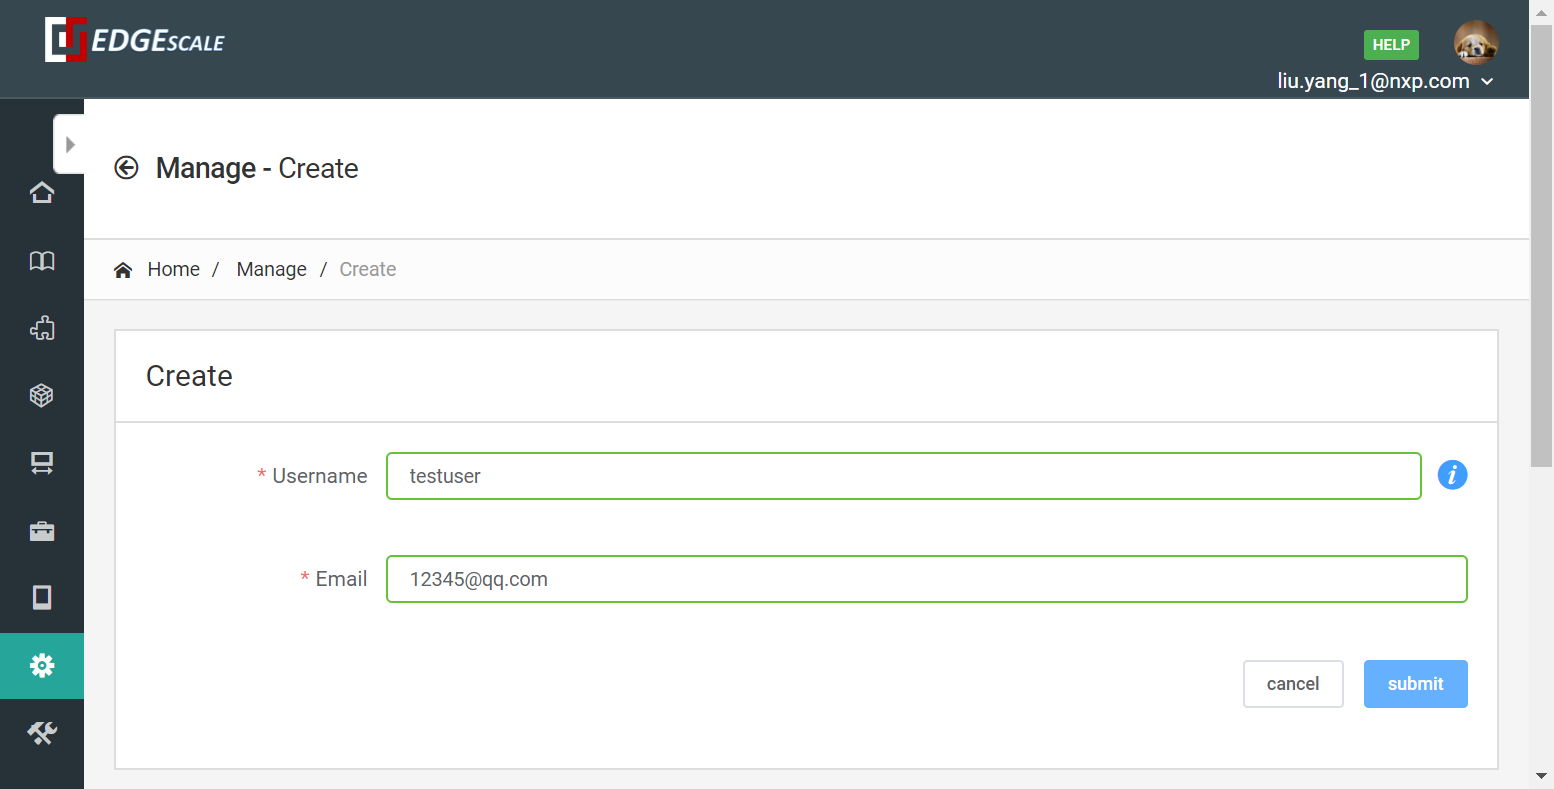 EDGESCALE
HELP
liu.yang_1@nxp.com
Manage - Create
Home / Manage / Create
Create
* Username testuser i
* Email 12345@qq.com
cancel submit